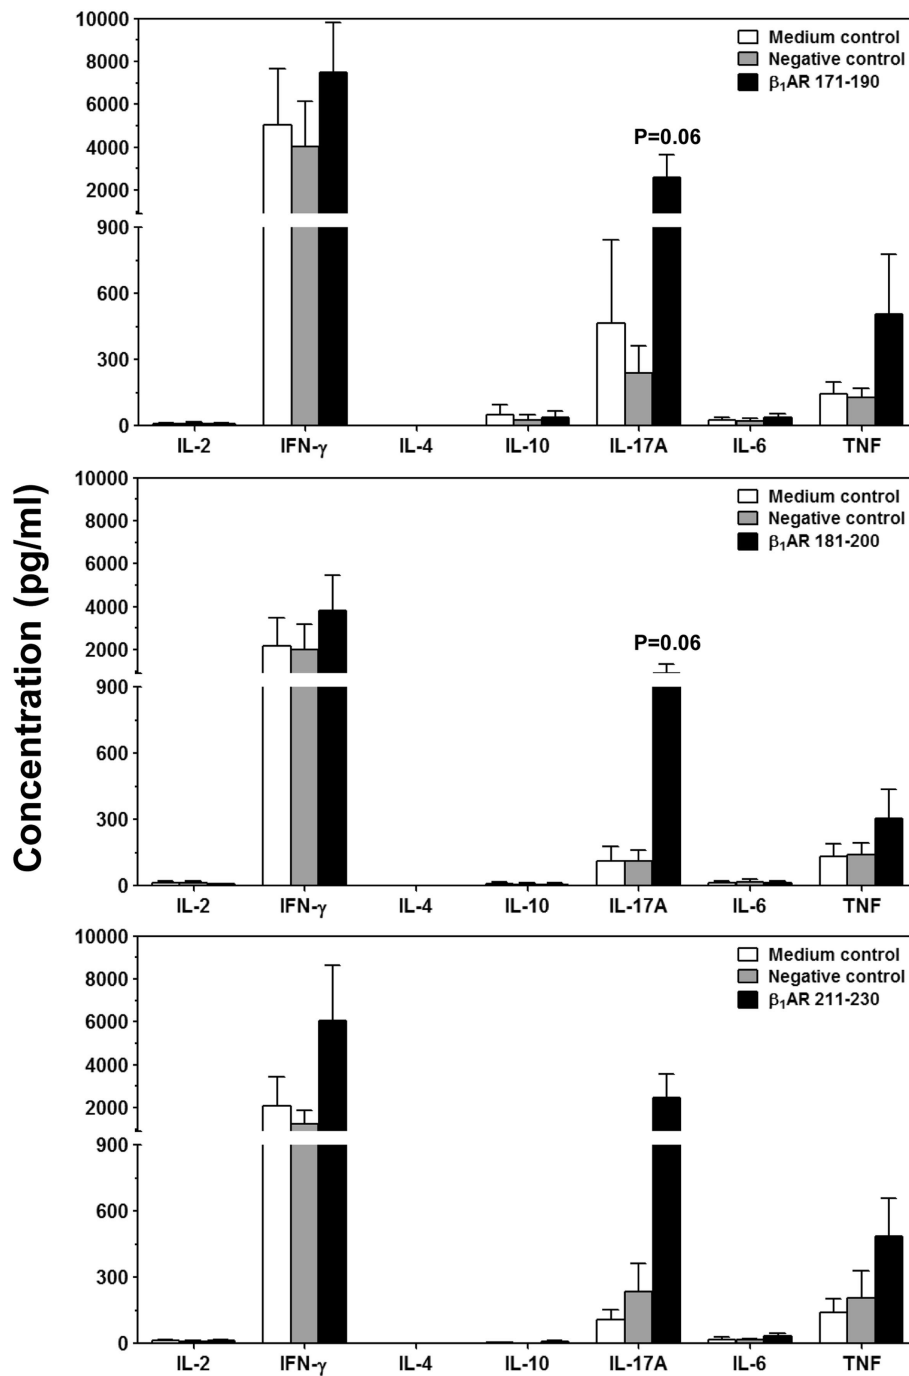 Concentration (pg/ml)
10000
8000
6000
4000
2000
900
600
300
0
Medium control
Negative control
β₁AR 171-190
P=0.06
IL-2 IFN-γ IL-4 IL-10 IL-17A IL-6 TNF
10000
8000
6000
4000
2000
900
600
300
0
Medium control
Negative control
β₁AR 181-200
P=0.06
IL-2 IFN-γ IL-4 IL-10 IL-17A IL-6 TNF
10000
8000
6000
4000
2000
900
600
300
0
Medium control
Negative control
β₁AR 211-230
IL-2 IFN-γ IL-4 IL-10 IL-17A IL-6 TNF